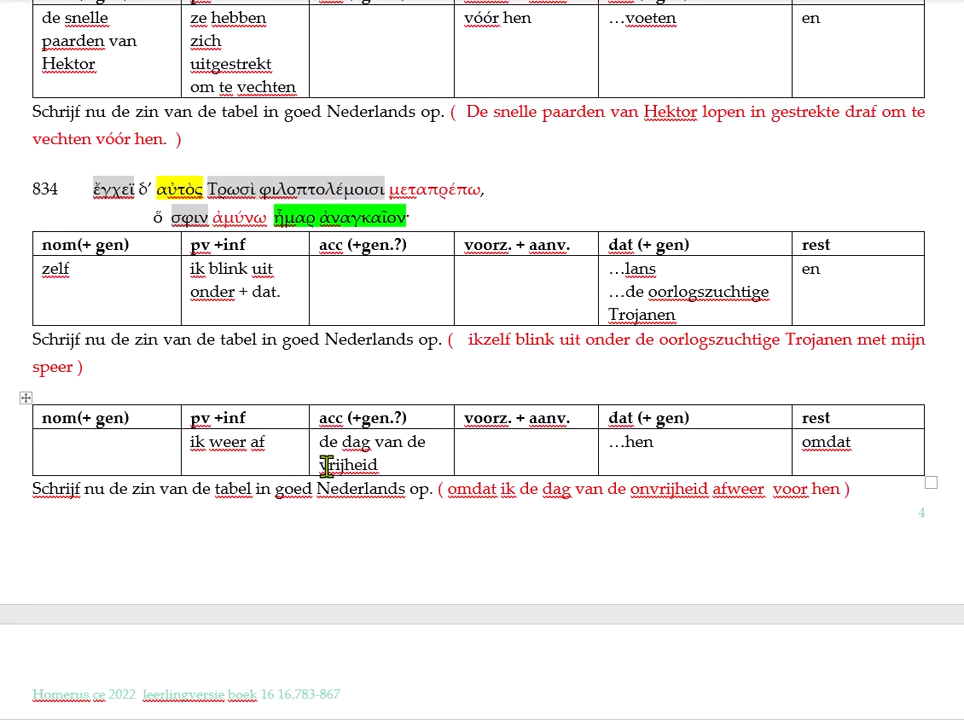 de snelle paarden van Hektor | ze hebben zich uitgestrekt om te vechten | | vóór hen | …voeten | en
Schrijf nu de zin van de tabel in goed Nederlands op. ( De snelle paarden van Hektor lopen in gestrekte draf om te
vechten vóór hen. )
834 ἔγχεϊ δ’ αὐτὸς Τρωσὶ φιλοπτολέμοισι μεταπρέπω,
ὅ σφιν ἀμύνω ἦμαρ ἀναγκαῖον·
nom(+ gen) | pv +inf | acc (+gen.?) | voorz. + aanv. | dat (+ gen) | rest
zelf | ik blink uit onder + dat. | | | …lans …de oorlogszuchtige Trojanen | en
Schrijf nu de zin van de tabel in goed Nederlands op. ( ikzelf blink uit onder de oorlogszuchtige Trojanen met mijn
speer )
nom(+ gen) | pv +inf | acc (+gen.?) | voorz. + aanv. | dat (+ gen) | rest
| ik weer af | de dag van de vrijheid | | …hen | omdat
Schrijf nu de zin van de tabel in goed Nederlands op. ( omdat ik de dag van de onvrijheid afweer voor hen )
4
Homerus ce 2022 leerlingversie boek 16 16.783-867